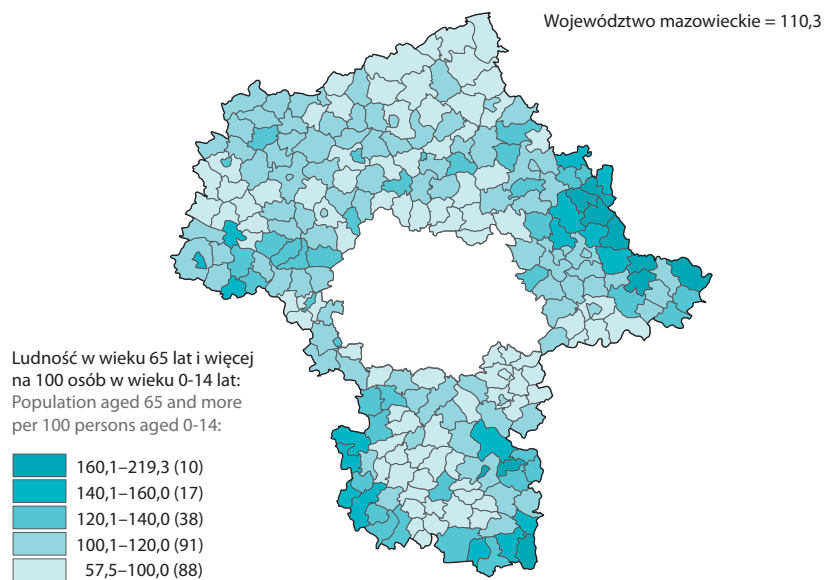 Województwo mazowieckie = 110,3
Ludność w wieku 65 lat i więcej
na 100 osób w wieku 0-14 lat:
Population aged 65 and more
per 100 persons aged 0-14:
160,1–219,3 (10)
140,1–160,0 (17)
120,1–140,0 (38)
100,1–120,0 (91)
57,5–100,0 (88)